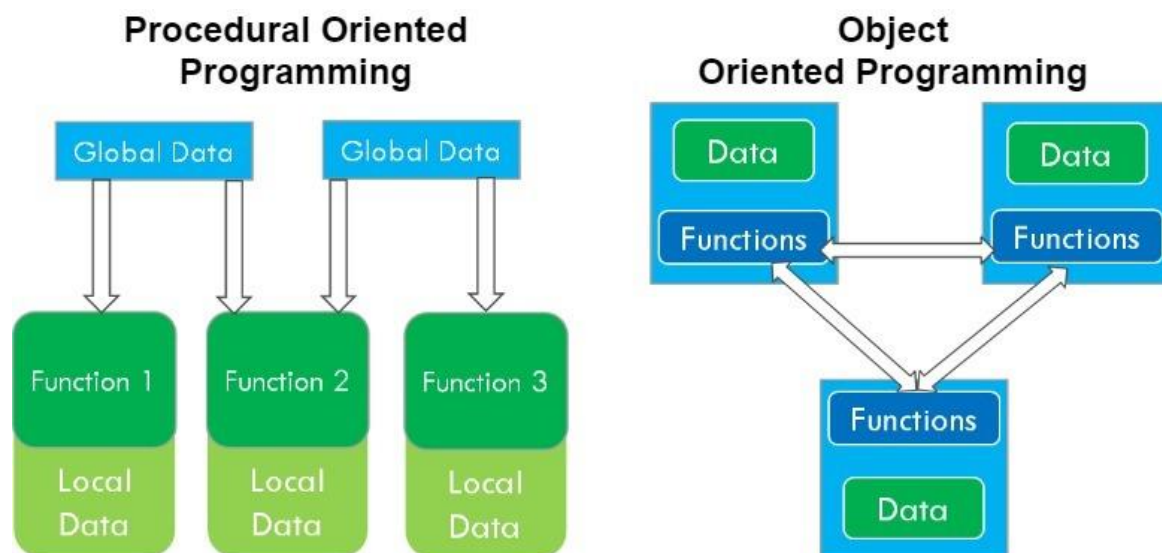 Procedural Oriented
Programming
Global Data
Global Data
Function 1
Function 2
Function 3
Local
Data
Local
Data
Local
Data
Object
Oriented Programming
Data
Functions
Data
Functions
Functions
Data